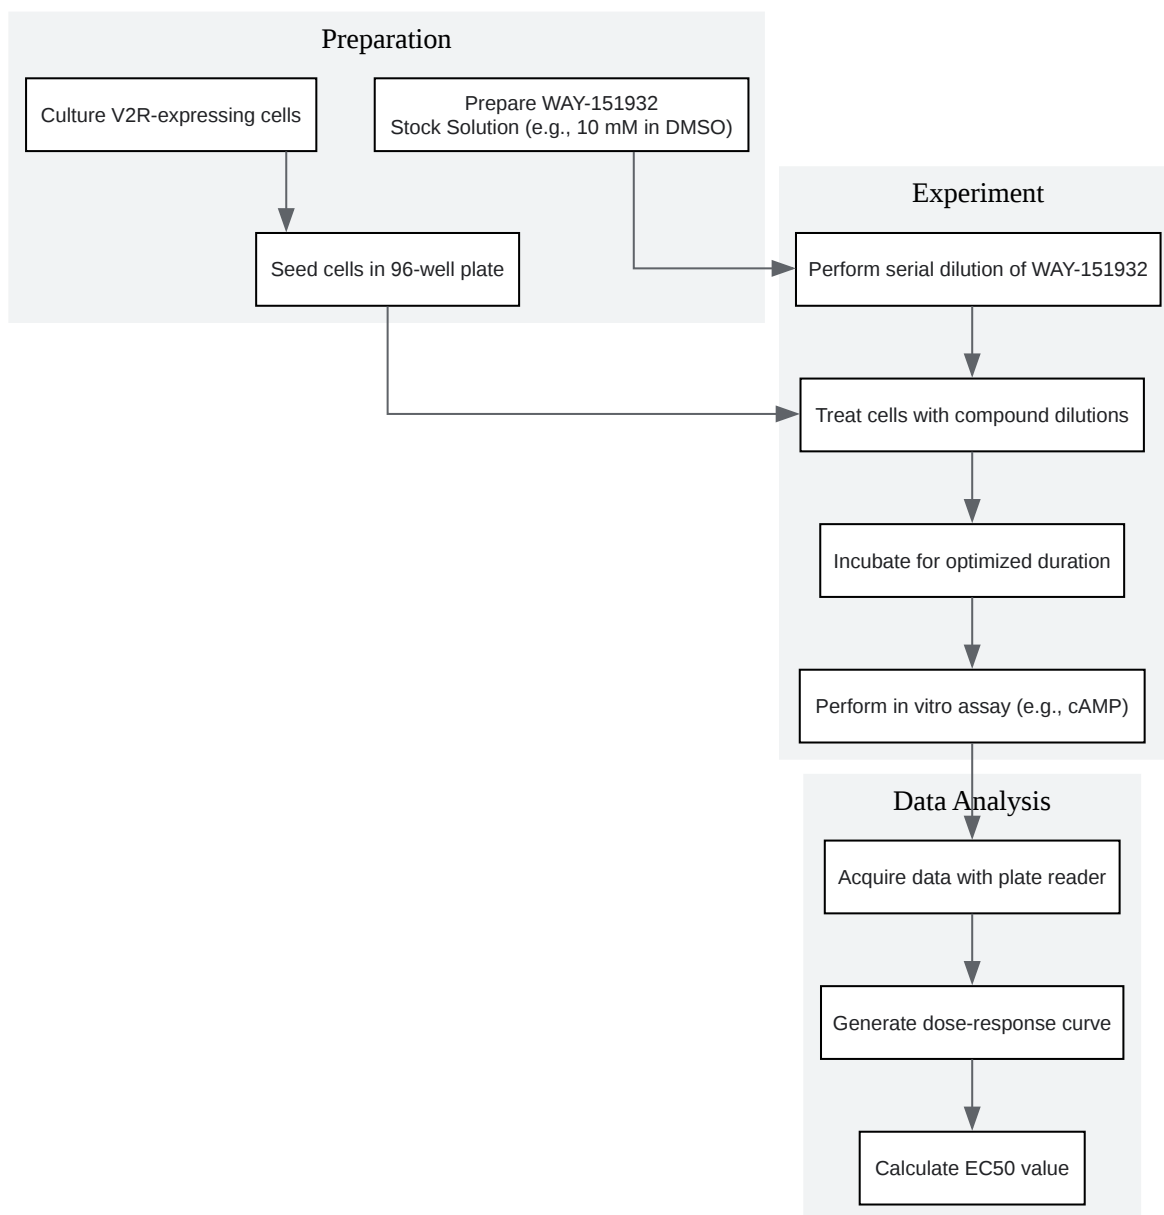 Preparation
Culture V2R-expressing cells
Prepare WAY-151932
Stock Solution (e.g., 10 mM in DMSO)
Seed cells in 96-well plate
Experiment
Perform serial dilution of WAY-151932
Treat cells with compound dilutions
Incubate for optimized duration
Perform in vitro assay (e.g., cAMP)
Data Analysis
Acquire data with plate reader
Generate dose-response curve
Calculate EC50 value